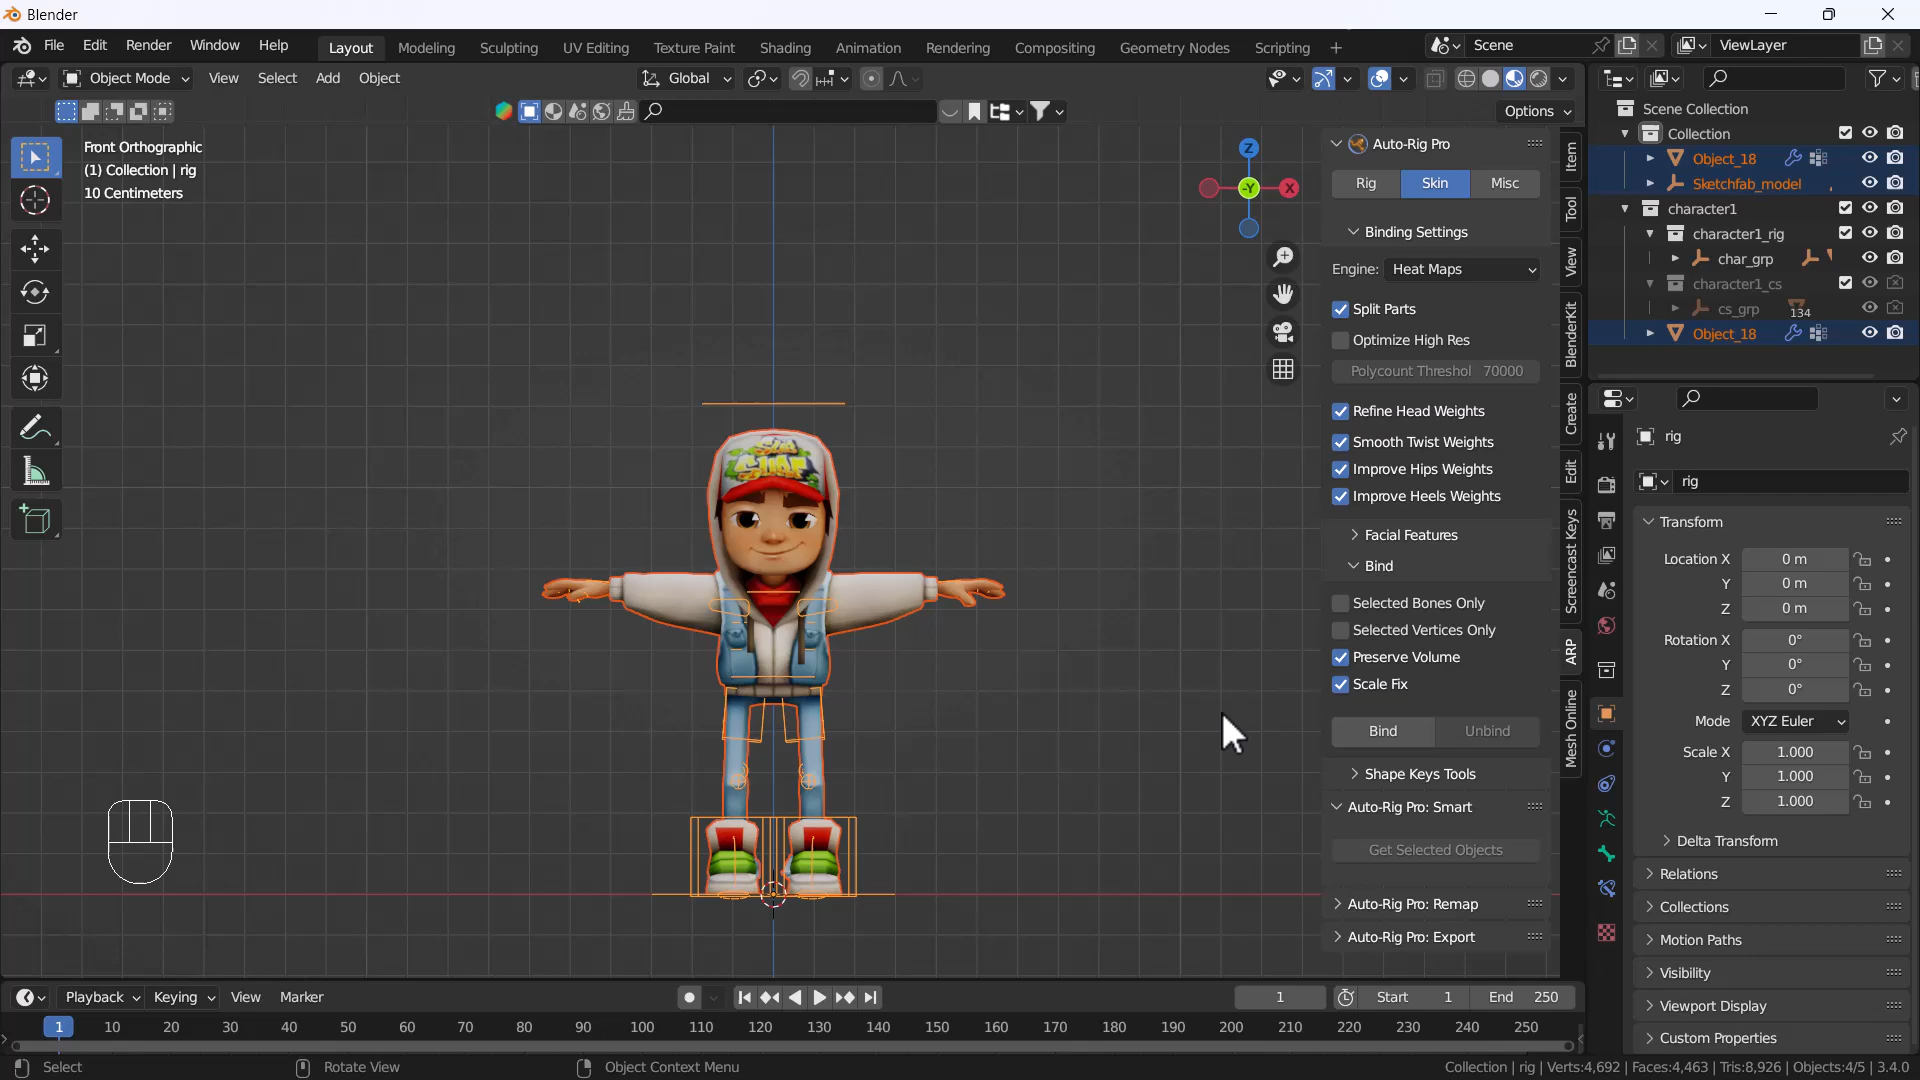 Blender
File Edit Render Window Help Layout Modeling Sculpting UV Editing Texture Paint Shading Animation Rendering Compositing Geometry Nodes Scripting + Scene ViewLayer
Object Mode View Select Add Object Global
Options
Front Orthographic
(1) Collection | rig
10 Centimeters
Z
-Y X
Auto-Rig Pro
Rig Skin Misc
Binding Settings
Engine: Heat Maps
Split Parts
Optimize High Res
Polycount Threshol 70000
Refine Head Weights
Smooth Twist Weights
Improve Hips Weights
Improve Heels Weights
Facial Features
Bind
Selected Bones Only
Selected Vertices Only
Preserve Volume
Scale Fix
Bind Unbind
Shape Keys Tools
Auto-Rig Pro: Smart
Get Selected Objects
Auto-Rig Pro: Remap
Auto-Rig Pro: Export
Item
Tool
View
BlenderKit
Create
Edit
Screencast Keys
ARP
Mesh Online
Scene Collection
Collection
Object_18
Sketchfab_model
character1
character1_rig
char_grp
character1_cs
cs_grp 134
Object_18
rig
rig
Transform
Location X 0 m
Y 0 m
Z 0 m
Rotation X 0°
Y 0°
Z 0°
Mode XYZ Euler
Scale X 1.000
Y 1.000
Z 1.000
Delta Transform
Relations
Collections
Motion Paths
Visibility
Viewport Display
Custom Properties
Playback Keying View Marker 1 Start 1 End 250
1 10 20 30 40 50 60 70 80 90 100 110 120 130 140 150 160 170 180 190 200 210 220 230 240 250
Select Rotate View Object Context Menu Collection | rig | Verts:4,692 | Faces:4,463 | Tris:8,926 | Objects:4/5 | 3.4.0